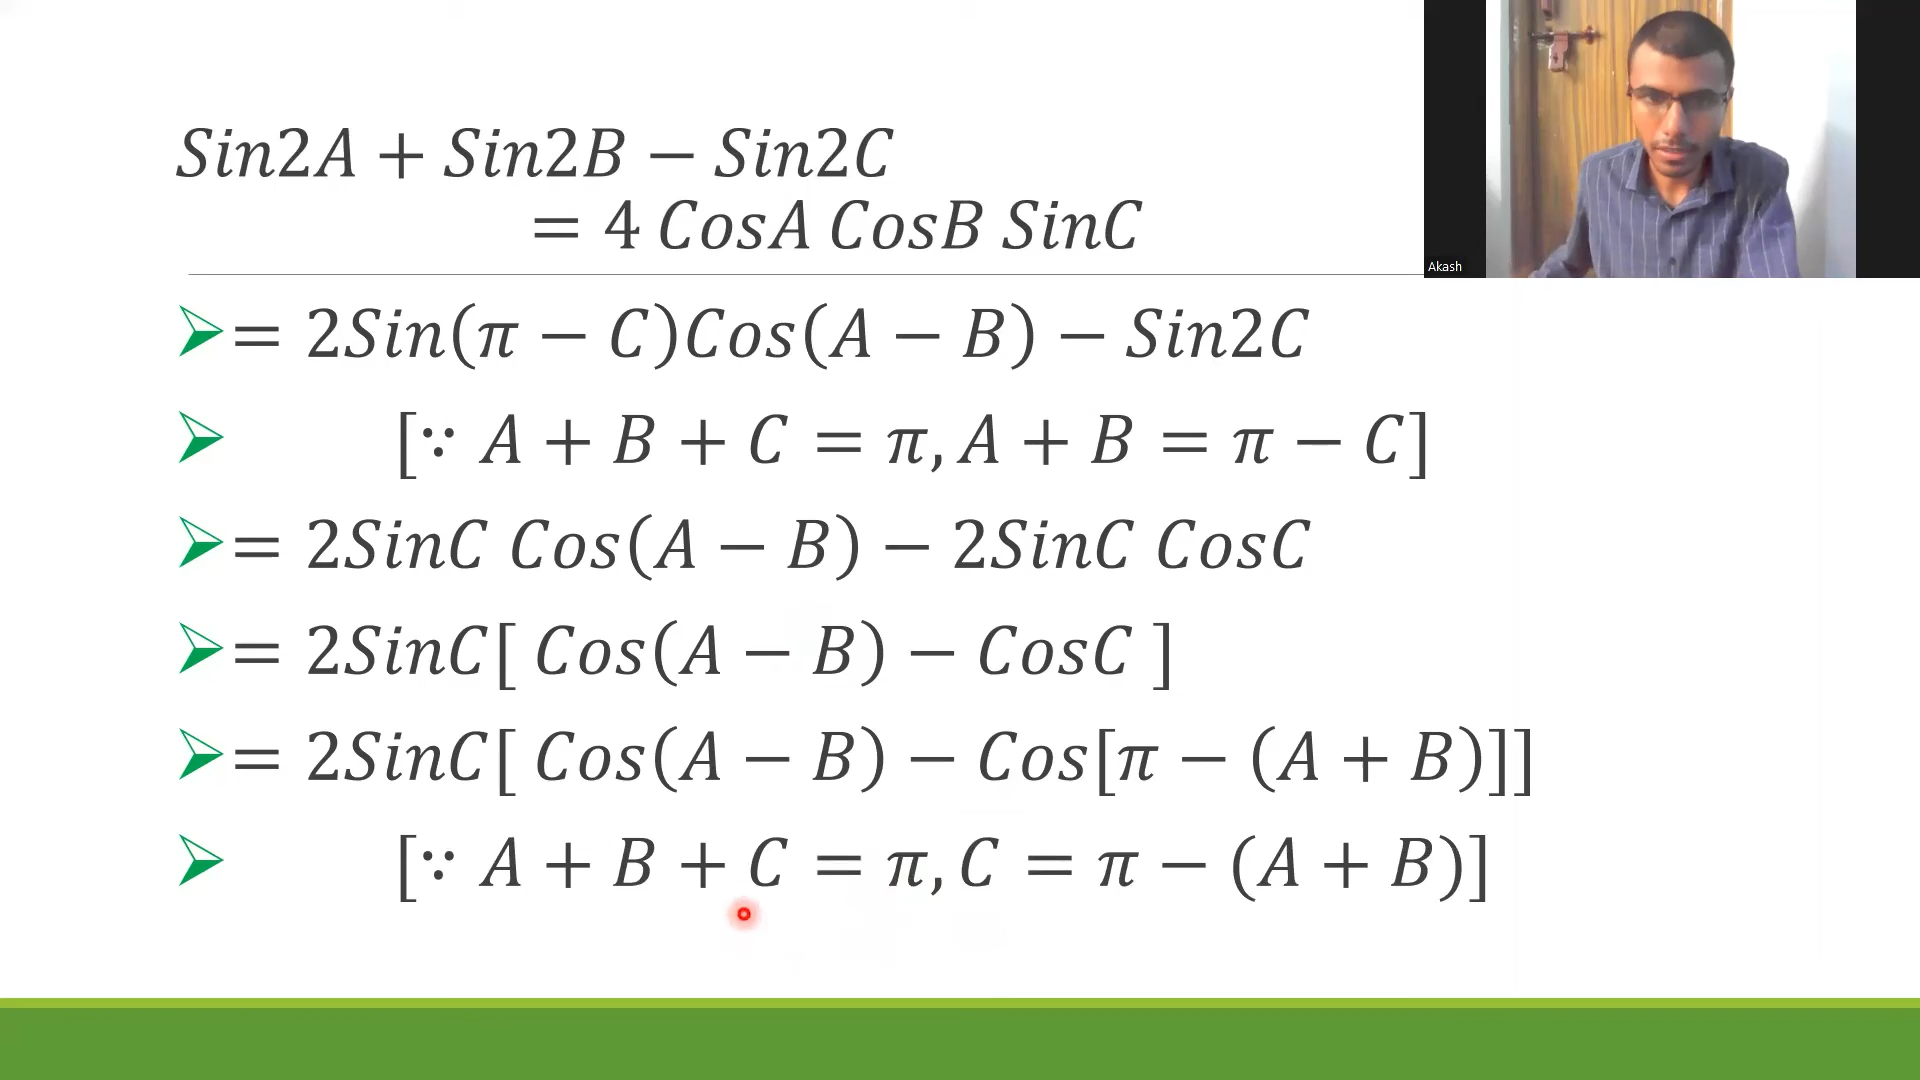 Sin2A + Sin2B − Sin2C
= 4 CosA CosB SinC
Akash
= 2Sin(π − C)Cos(A − B) − Sin2C
[∵ A + B + C = π, A + B = π − C]
= 2SinC Cos(A − B) − 2SinC CosC
= 2SinC[ Cos(A − B) − CosC ]
= 2SinC[ Cos(A − B) − Cos[π − (A + B)]]
[∵ A + B + C = π, C = π − (A + B)]